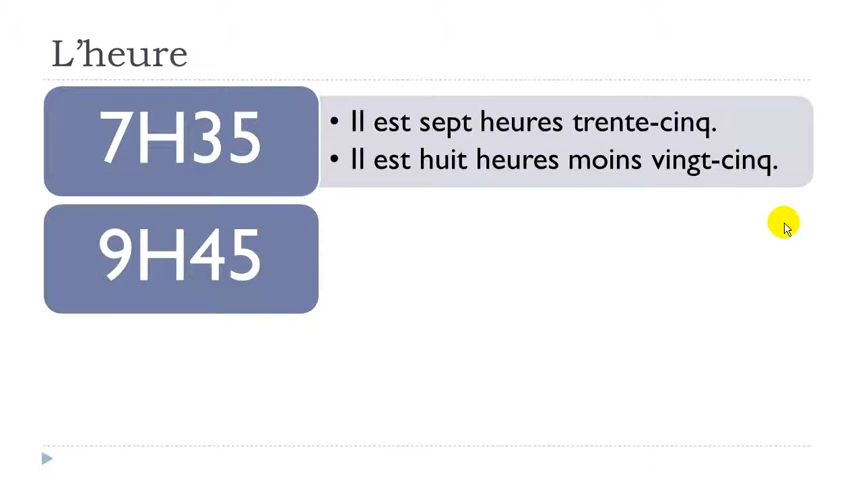 L’heure
7H35
• Il est sept heures trente-cinq.
• Il est huit heures moins vingt-cinq.
9H45